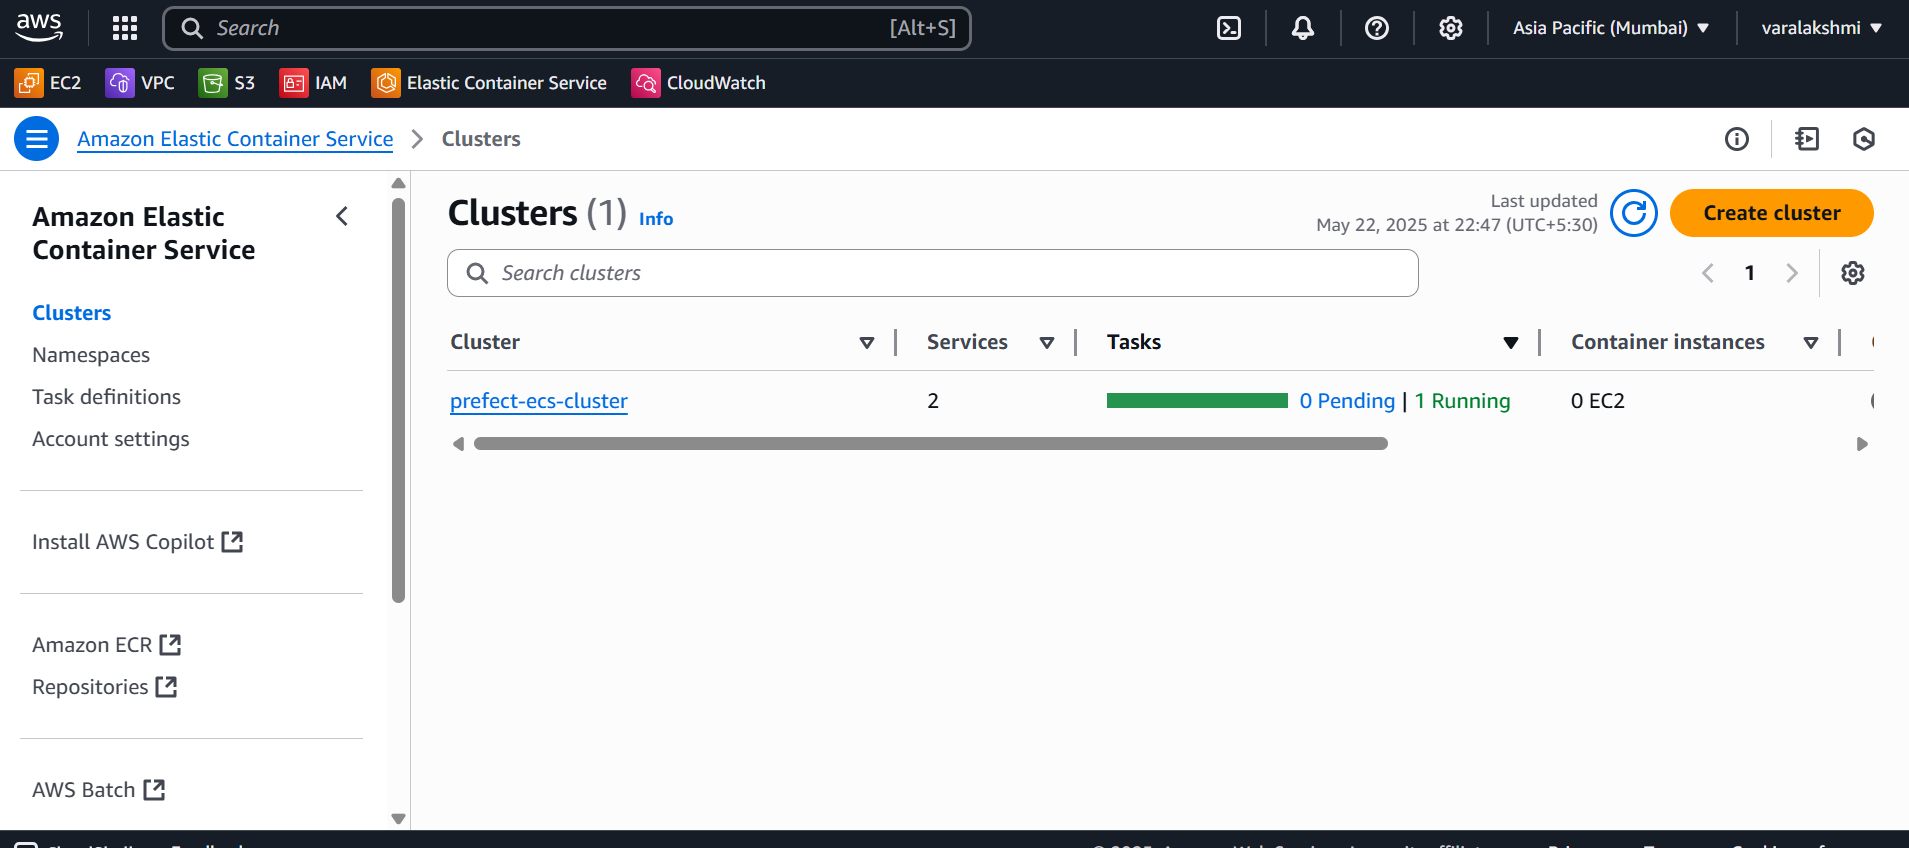 aws
Search [Alt+S]
Asia Pacific (Mumbai)
varalakshmi
EC2
VPC
S3
IAM
Elastic Container Service
CloudWatch
Amazon Elastic Container Service
Clusters
Amazon Elastic
Container Service
Clusters
Namespaces
Task definitions
Account settings
Install AWS Copilot
Amazon ECR
Repositories
AWS Batch
Clusters (1) Info
Last updated
May 22, 2025 at 22:47 (UTC+5:30)
Create cluster
Search clusters
1
Cluster Services Tasks Container instances
prefect-ecs-cluster 2 0 Pending | 1 Running 0 EC2